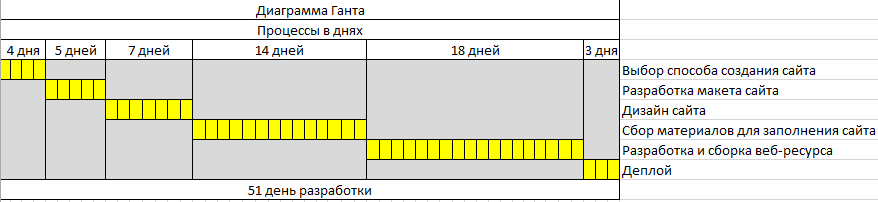 Диаграмма Ганта
Процессы в днях
4 дня 5 дней 7 дней 14 дней 18 дней 3 дня
Выбор способа создания сайта
Разработка макета сайта
Дизайн сайта
Сбор материалов для заполнения сайта
Разработка и сборка веб-ресурса
Деплой
51 день разработки